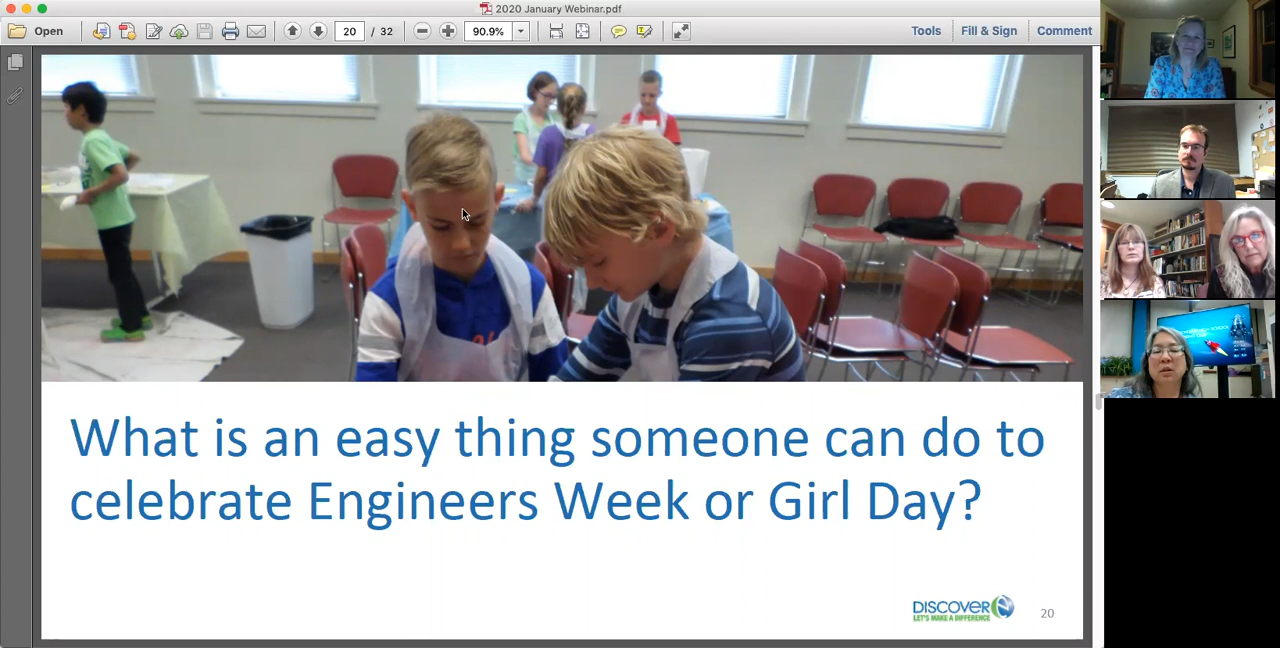 2020 January Webinar.pdf
Open
20 / 32
90.9%
Tools
Fill & Sign
Comment
What is an easy thing someone can do to
celebrate Engineers Week or Girl Day?
DISCOVER
LET'S MAKE A DIFFERENCE
20